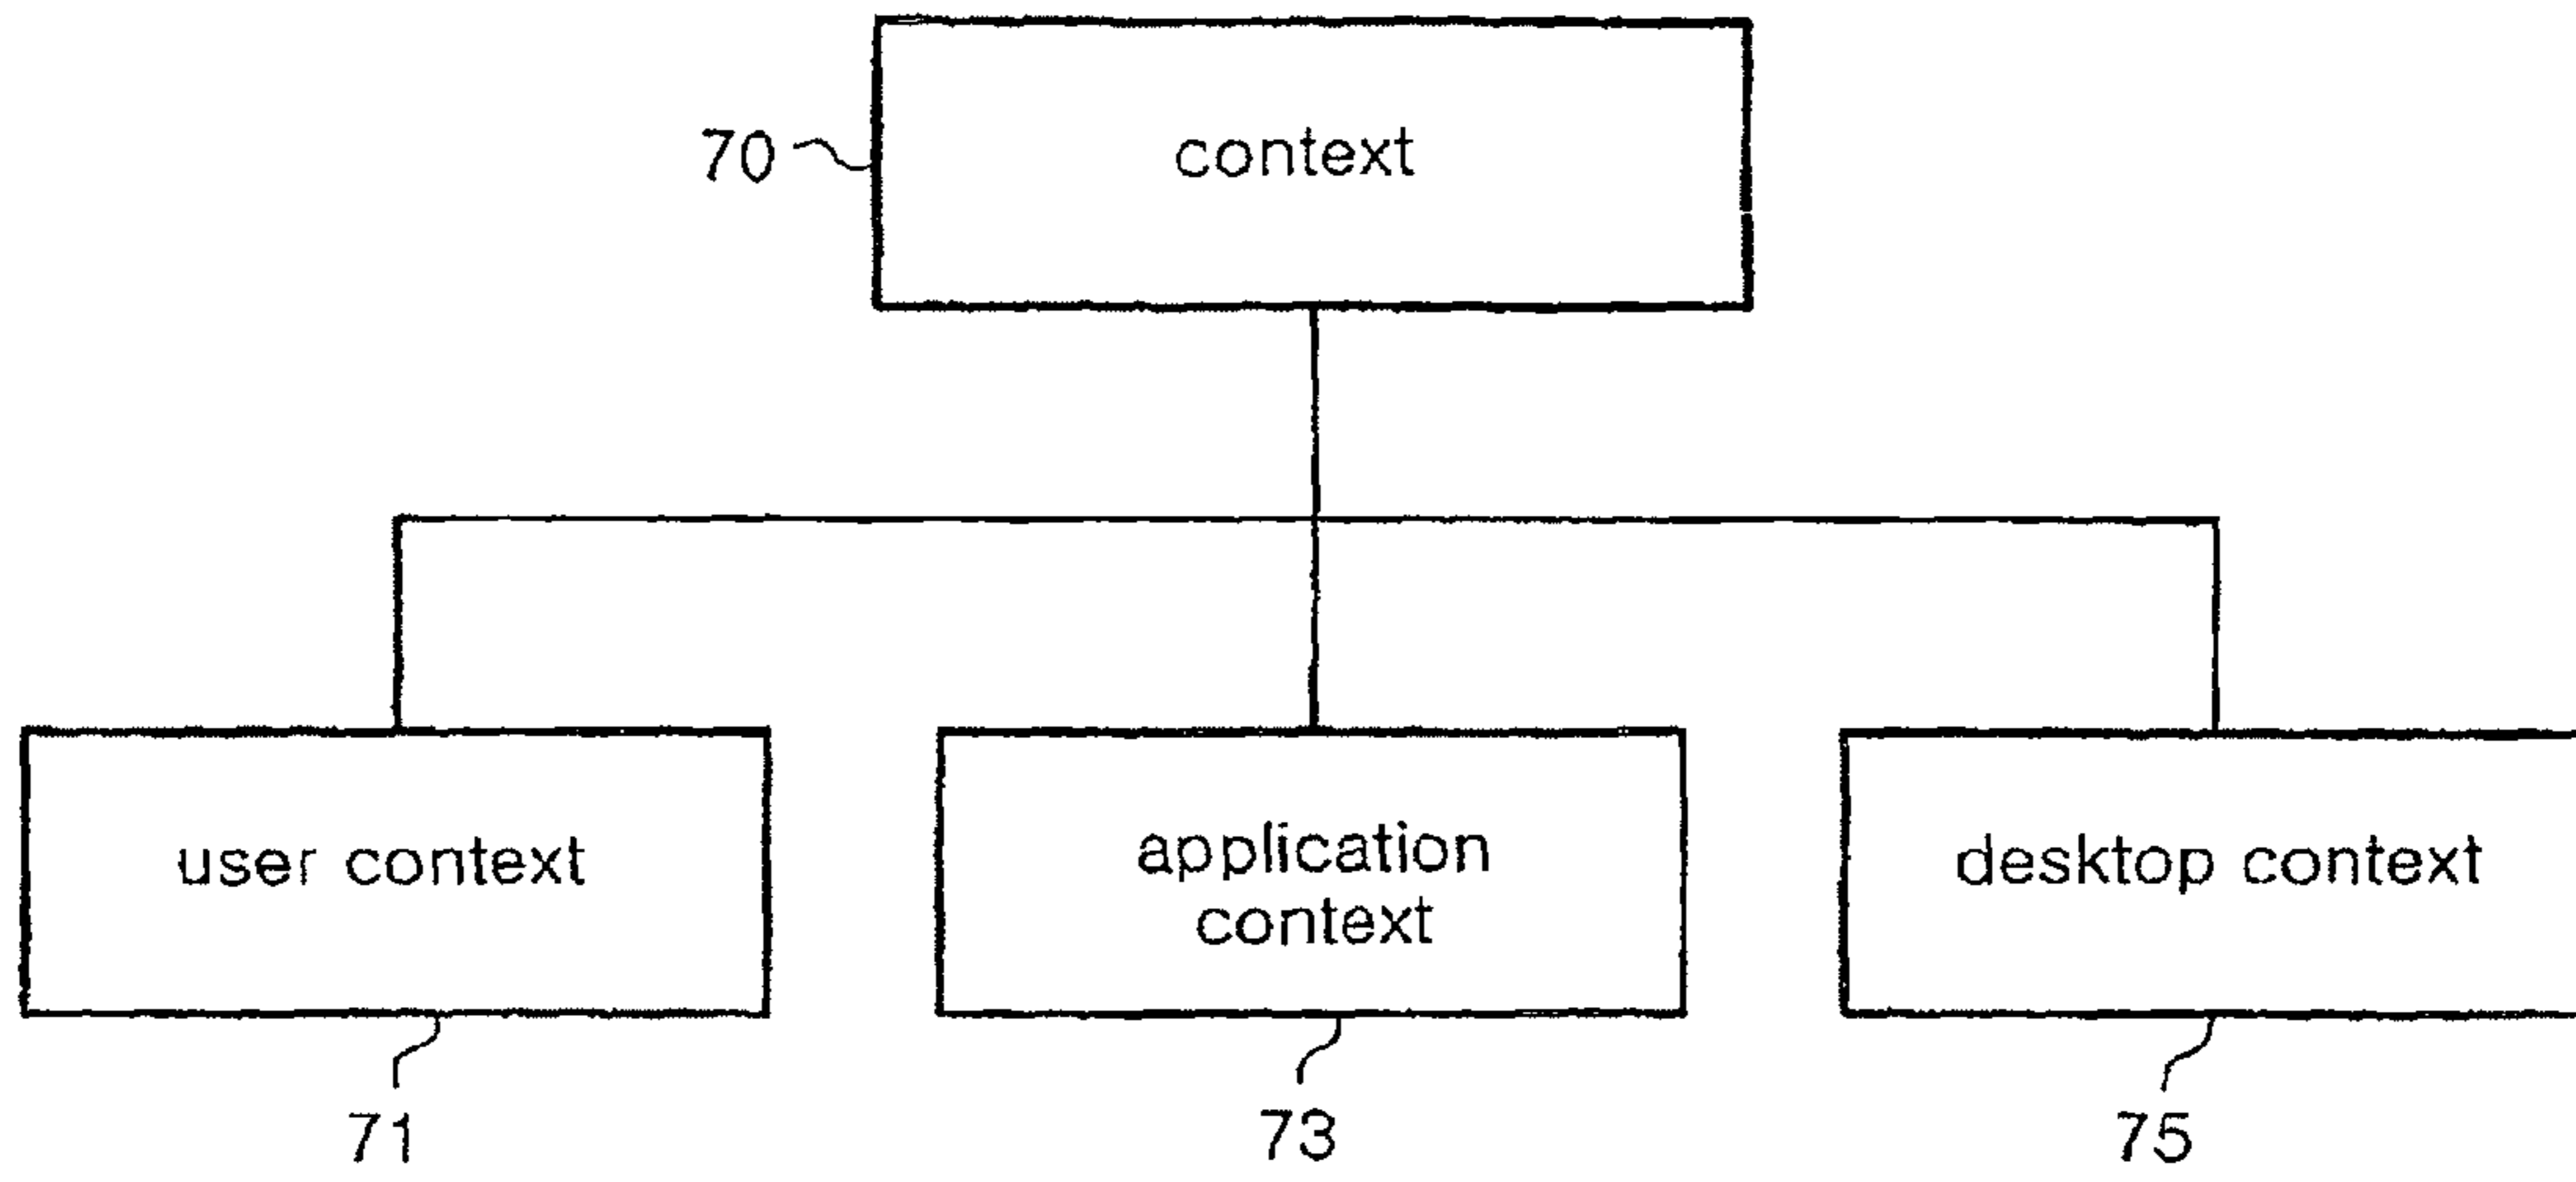 70
context
user context
application
context
desktop context
71
73
75